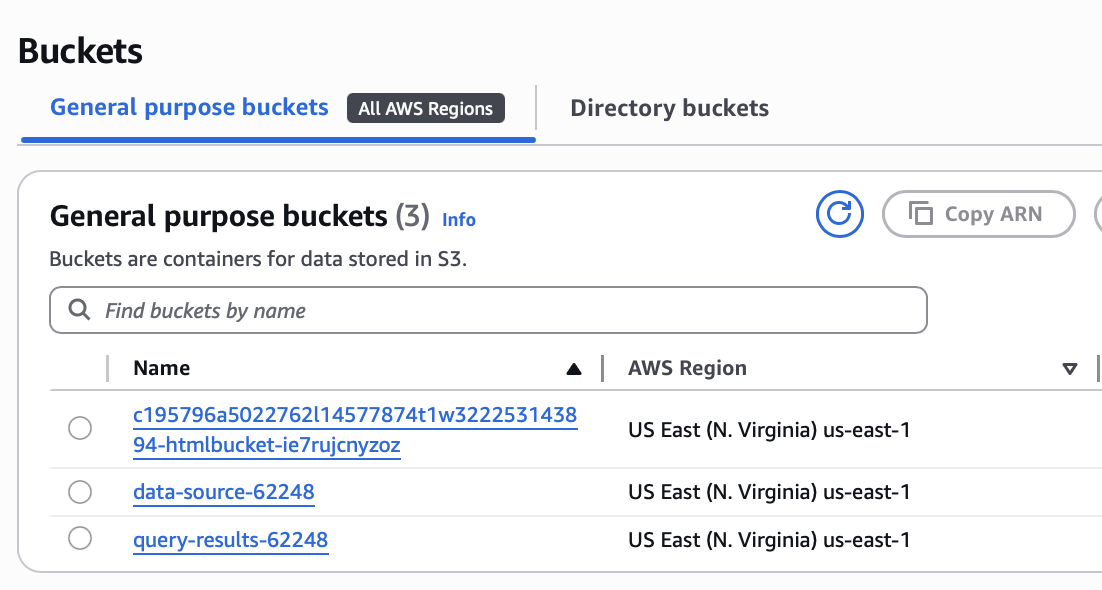 Buckets
General purpose buckets All AWS Regions Directory buckets
General purpose buckets (3) Info Copy ARN
Buckets are containers for data stored in S3.
Find buckets by name
Name AWS Region
c195796a5022762l14577874t1w3222531438
94-htmlbucket-ie7rujcnyzoz US East (N. Virginia) us-east-1
data-source-62248 US East (N. Virginia) us-east-1
query-results-62248 US East (N. Virginia) us-east-1